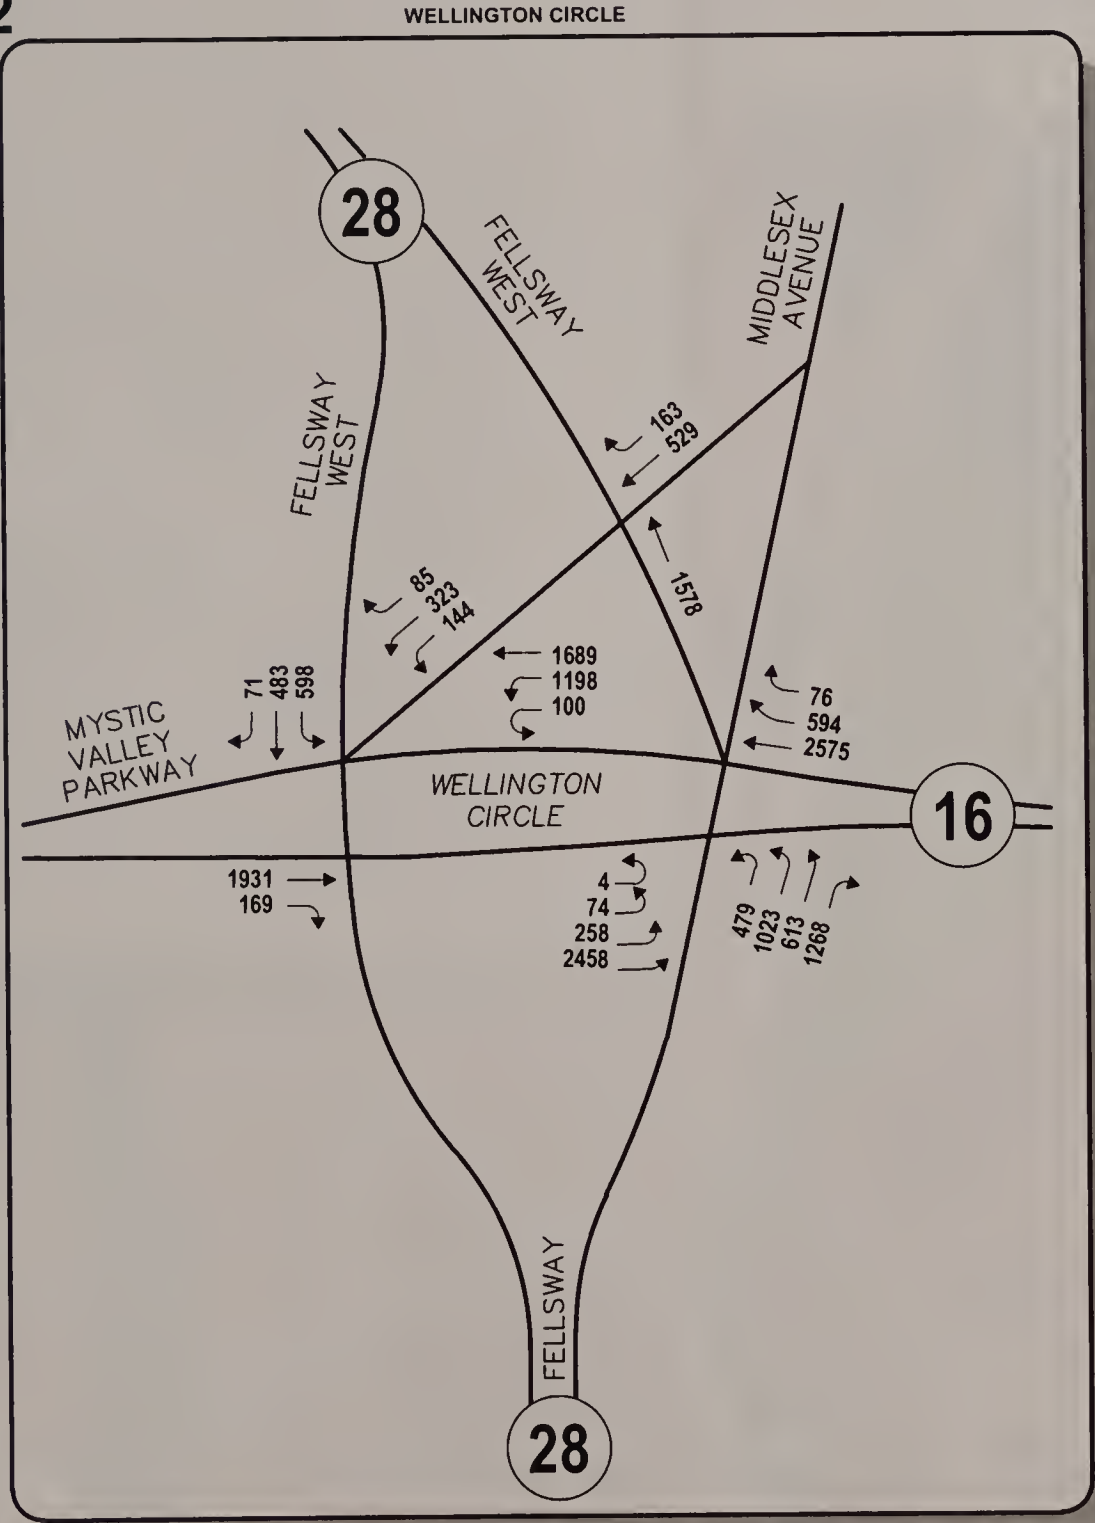 2
WELLINGTON CIRCLE
28
FELLSWAY
WEST
MIDDLESEX
AVENUE
FELLSWAY
WEST
163
529
1578
85
323
144
71
483
598
1689
1198
100
76
594
2575
MYSTIC
VALLEY
PARKWAY
WELLINGTON
CIRCLE
16
1931
169
4
74
258
2458
479
1023
613
1268
FELLSWAY
28